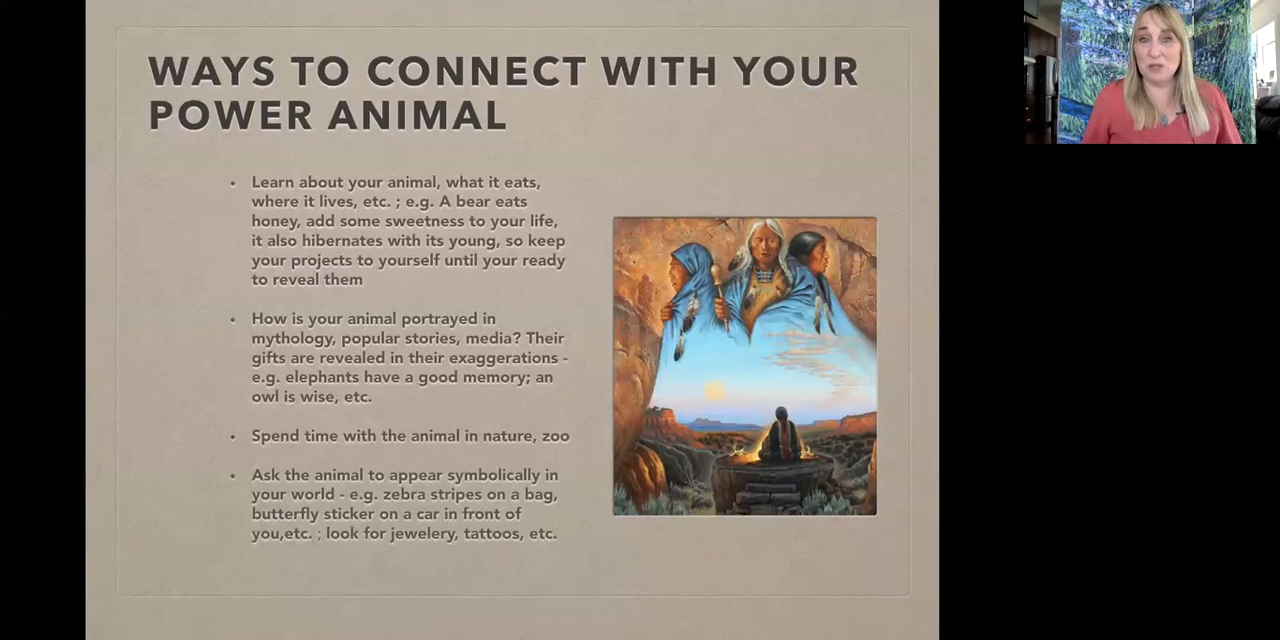 WAYS TO CONNECT WITH YOUR
POWER ANIMAL
• Learn about your animal, what it eats,
where it lives, etc. ; e.g. A bear eats
honey, add some sweetness to your life,
it also hibernates with its young, so keep
your projects to yourself until your ready
to reveal them
• How is your animal portrayed in
mythology, popular stories, media? Their
gifts are revealed in their exaggerations -
e.g. elephants have a good memory; an
owl is wise, etc.
• Spend time with the animal in nature, zoo
• Ask the animal to appear symbolically in
your world - e.g. zebra stripes on a bag,
butterfly sticker on a car in front of
you,etc. ; look for jewelery, tattoos, etc.